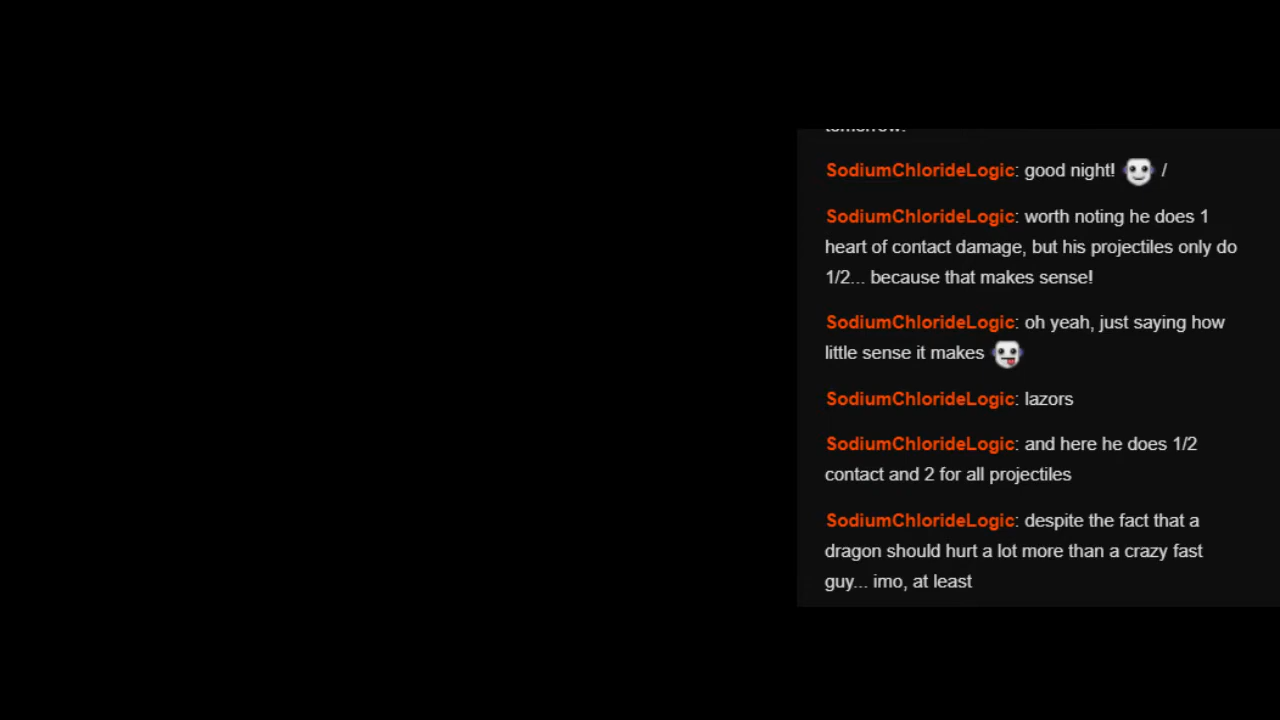 tomorrow.
SodiumChlorideLogic: good night! /
SodiumChlorideLogic: worth noting he does 1
heart of contact damage, but his projectiles only do
1/2... because that makes sense!
SodiumChlorideLogic: oh yeah, just saying how
little sense it makes
SodiumChlorideLogic: lazors
SodiumChlorideLogic: and here he does 1/2
contact and 2 for all projectiles
SodiumChlorideLogic: despite the fact that a
dragon should hurt a lot more than a crazy fast
guy... imo, at least